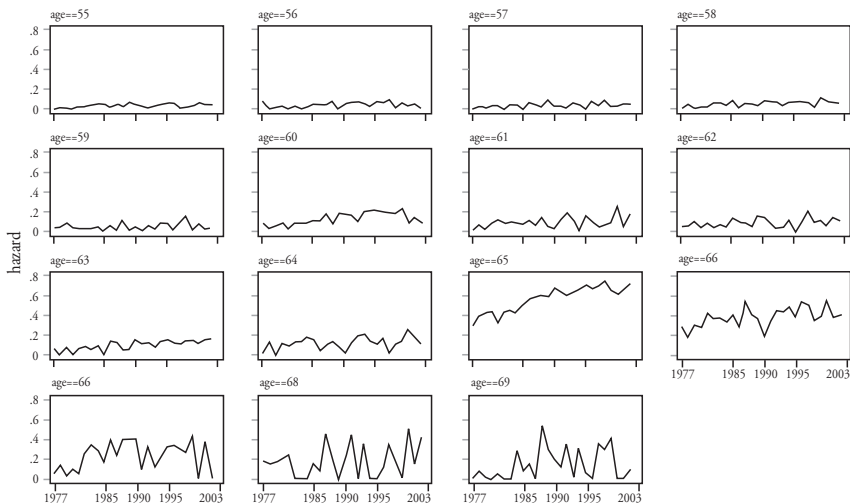 age==55 age==56 age==57 age==58
.8
.6
.4
.2
0
age==59 age==60 age==61 age==62
.8
.6
.4
.2
0
hazard
age==63 age==64 age==65 age==66
.8
.6
.4
.2
0
1977 1985 1990 1995 2003
age==66 age==68 age==69
.8
.6
.4
.2
0
1977 1985 1990 1995 2003 1977 1985 1990 1995 2003 1977 1985 1990 1995 2003